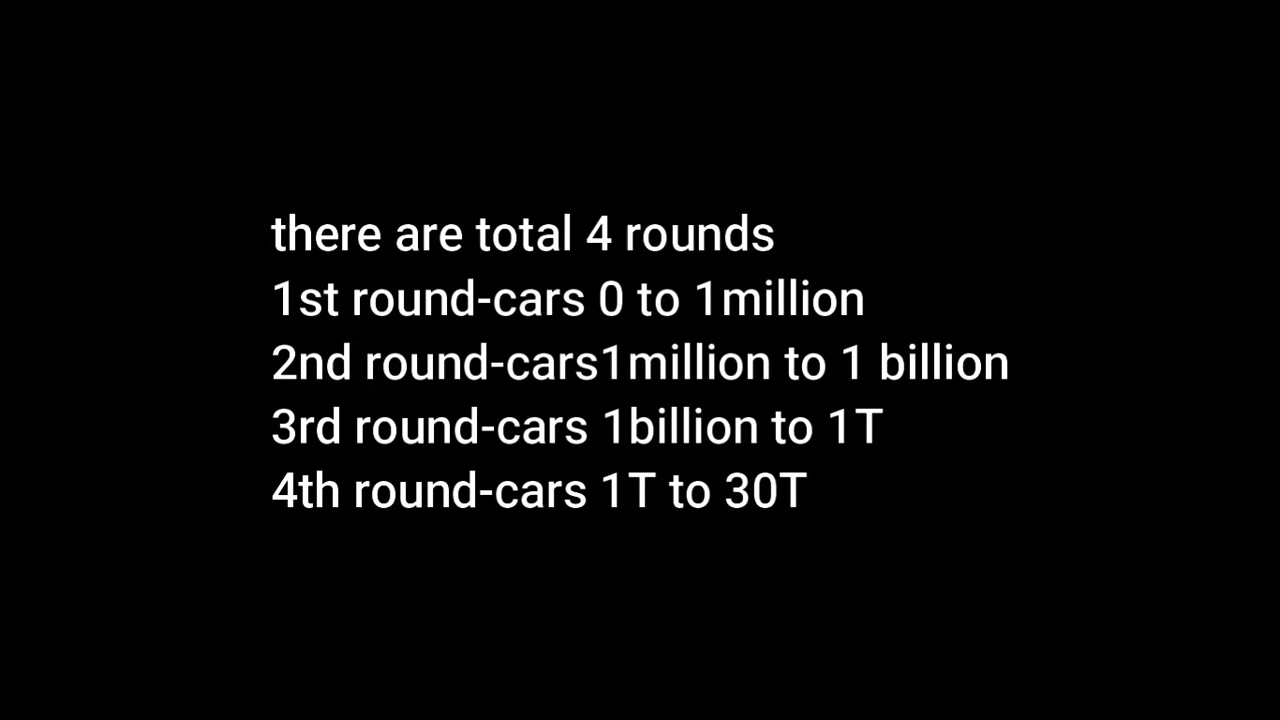 there are total 4 rounds
1st round-cars 0 to 1million
2nd round-cars1million to 1 billion
3rd round-cars 1billion to 1T
4th round-cars 1T to 30T